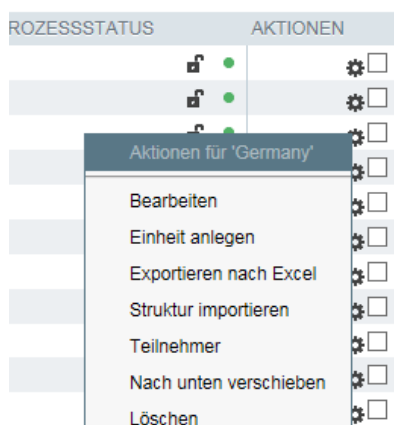 ROZESSSTATUS AKTIONEN
Aktionen für 'Germany'
Bearbeiten
Einheit anlegen
Exportieren nach Excel
Struktur importieren
Teilnehmer
Nach unten verschieben
Löschen